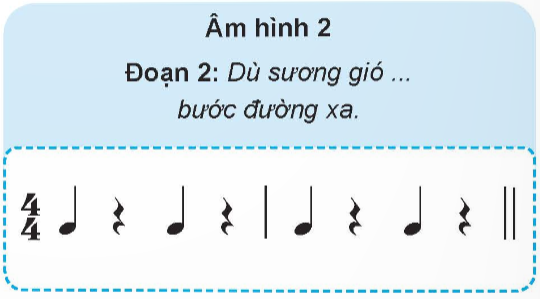 Âm hình 2
Đoạn 2: Dù sương gió ...
bước đường xa.
4
4